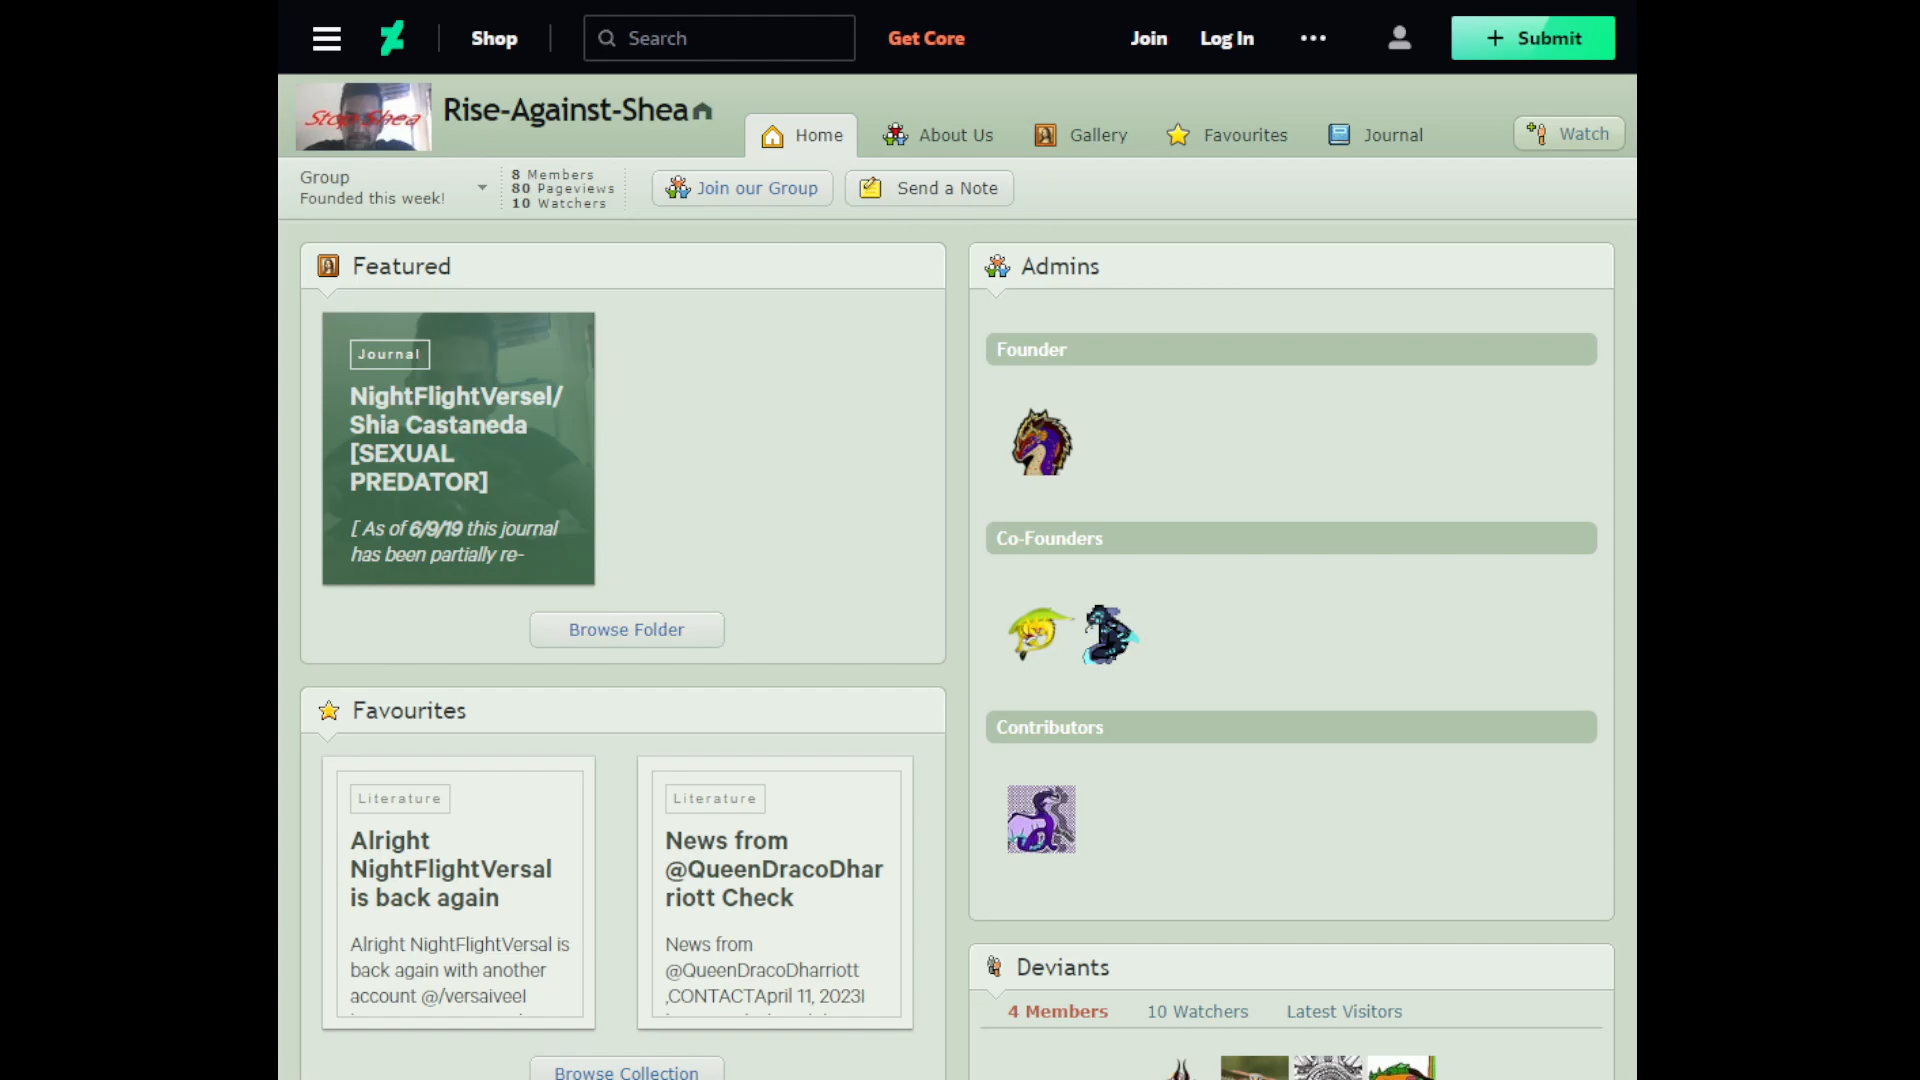 Shop
Search
Get Core
Join
Log In
Submit
Stop Shea
Rise-Against-Shea
Home
About Us
Gallery
Favourites
Journal
Watch
Group
Founded this week!
8 Members
80 Pageviews
10 Watchers
Join our Group
Send a Note
Featured
Journal
NightFlightVersel/
Shia Castaneda
[SEXUAL
PREDATOR]
[ As of 6/9/19 this journal
has been partially re-
Browse Folder
Favourites
Literature
Alright
NightFlightVersal
is back again
Alright NightFlightVersal is
back again with another
account @/versaiveel
Literature
News from
@QueenDracoDhar
riott Check
News from
@QueenDracoDharriott
,CONTACTApril 11, 2023I
Browse Collection
Admins
Founder
Co-Founders
Contributors
Deviants
4 Members
10 Watchers
Latest Visitors